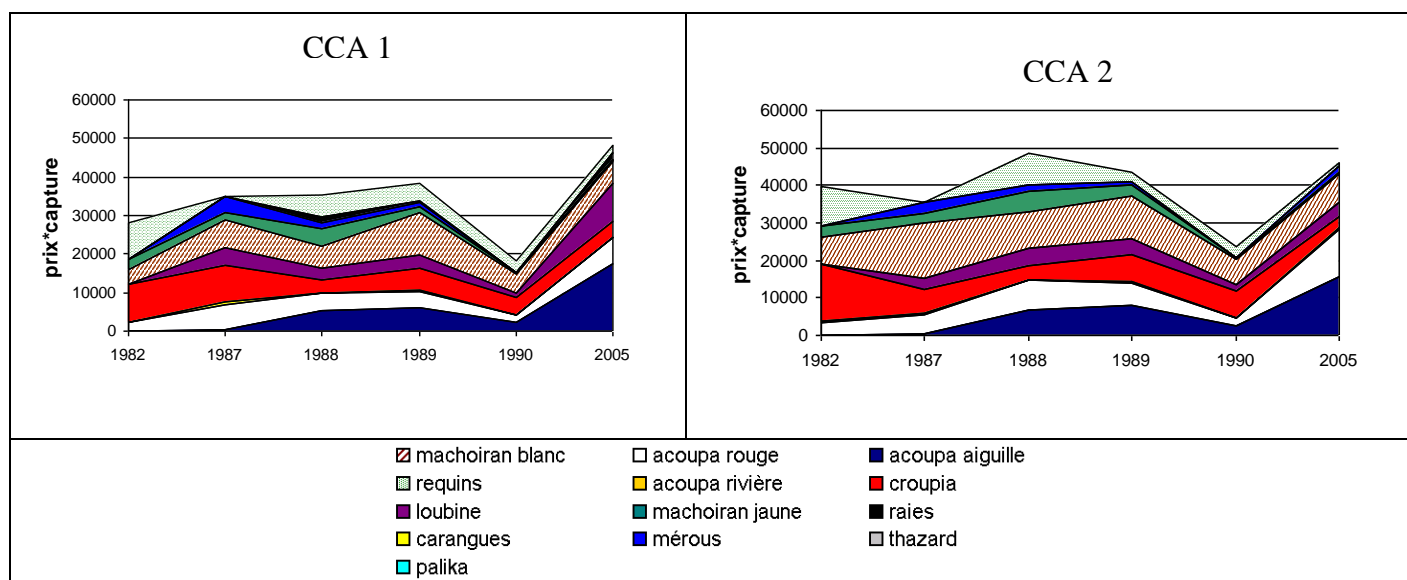 CCA 1
60000
50000
40000
30000
20000
10000
0
prix*capture
1982 1987 1988 1989 1990 2005
CCA 2
60000
50000
40000
30000
20000
10000
0
prix*capture
1982 1987 1988 1989 1990 2005
machoiran blanc acoupa rouge acoupa aiguille
requins acoupa rivière croupia
loubine machoiran jaune raies
carangues mérous thazard
palika